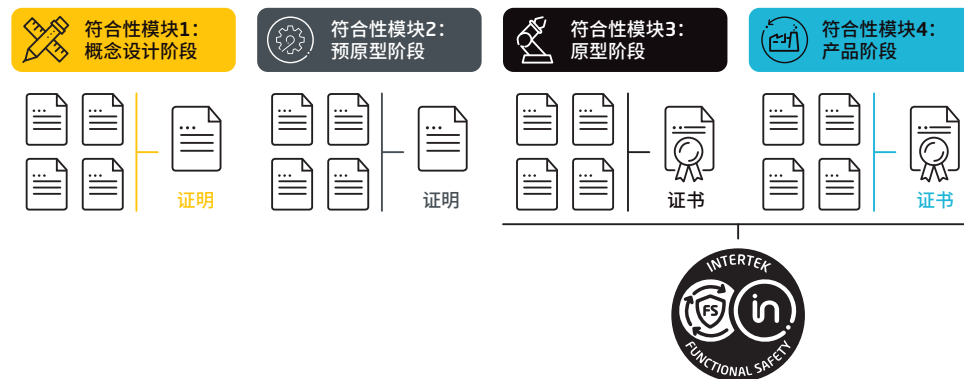 符合性模块1：
概念设计阶段
符合性模块2：
预原型阶段
符合性模块3：
原型阶段
符合性模块4：
产品阶段
证明
证明
证书
证书
INTERTEK
FS
in
FUNCTIONAL SAFETY